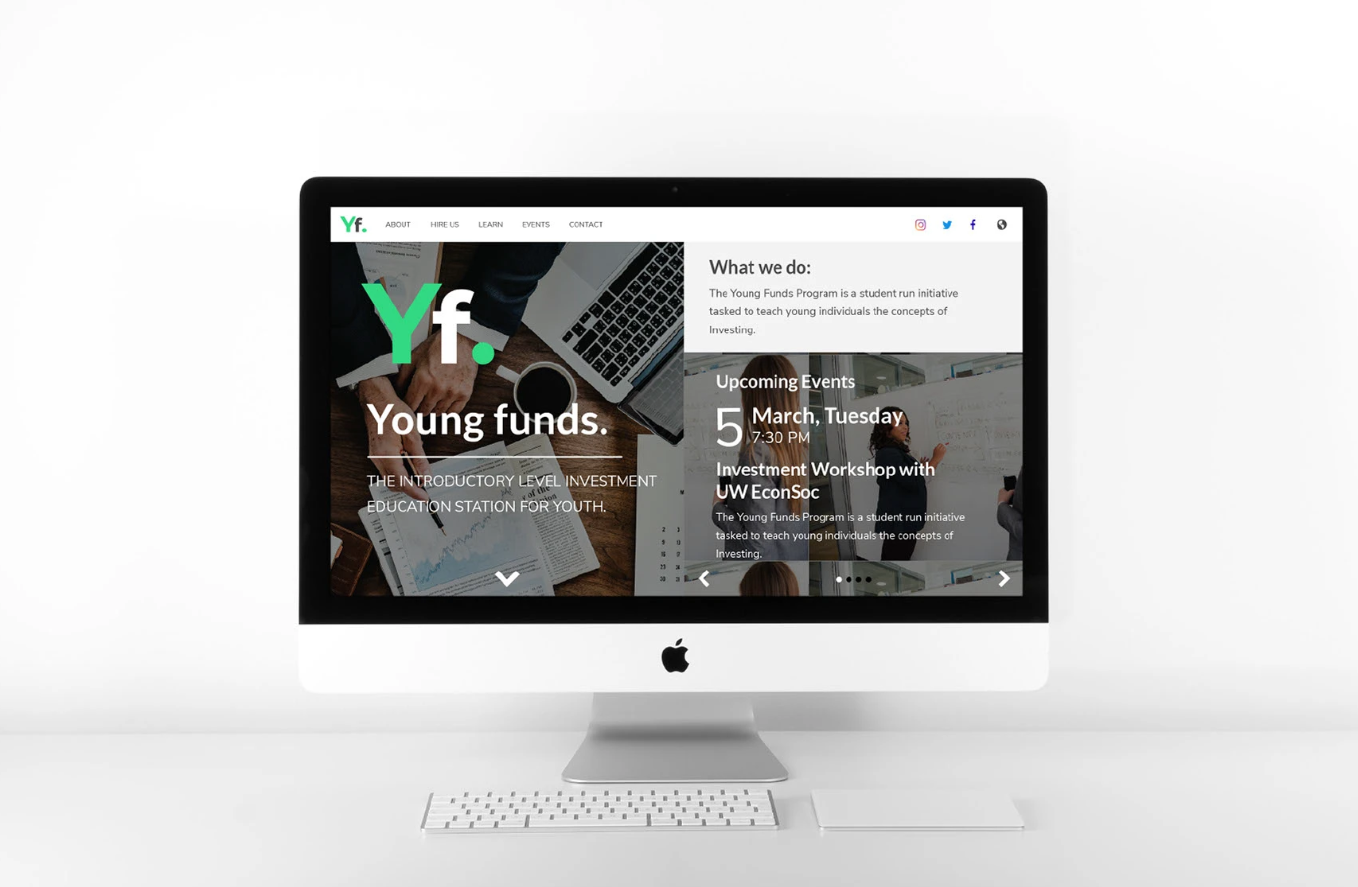 Yf.
ABOUT
HIRE US
LEARN
EVENTS
CONTACT
Yf.
Young funds.
THE INTRODUCTORY LEVEL INVESTMENT
EDUCATION STATION FOR YOUTH.
What we do:
The Young Funds Program is a student run initiative
tasked to teach young individuals the concepts of
Investing.
Upcoming Events
5 March, Tuesday
7:30 PM
Investment Workshop with
UW EconSoc
The Young Funds Program is a student run initiative
tasked to teach young individuals the concepts of
Investing.